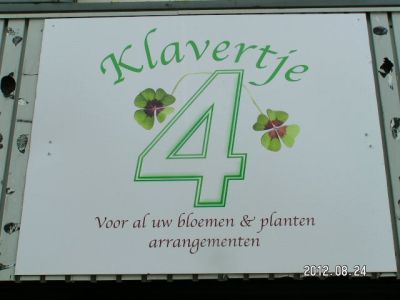 Klavertje
4
Voor al uw bloemen & planten
arrangementen
2012.08.24